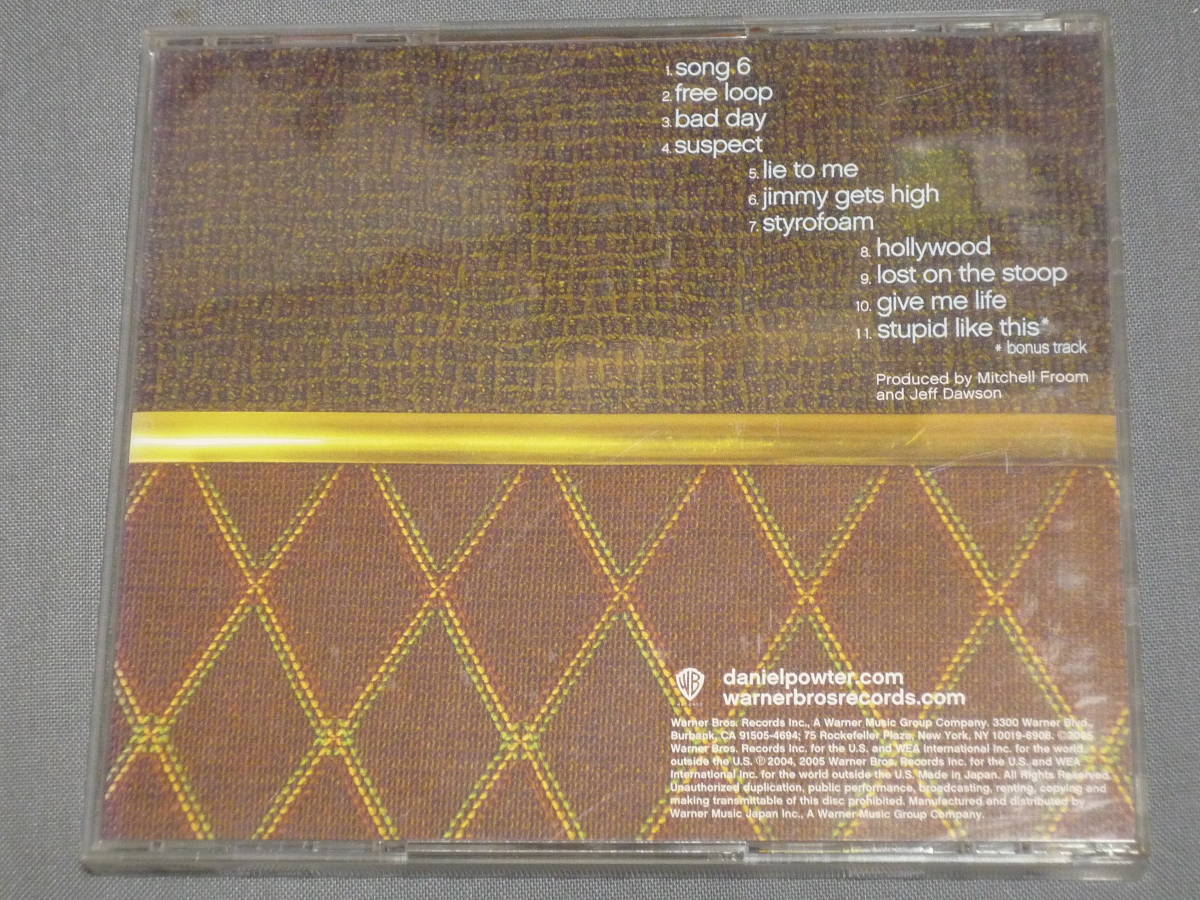 1. song 6
2. free loop
3. bad day
4. suspect
5. lie to me
6. jimmy gets high
7. styrofoam
8. hollywood
9. lost on the stoop
10. give me life
11. stupid like this*
* bonus track
Produced by Mitchell Froom
and Jeff Dawson
WB
danielpowter.com
warnerbrosrecords.com
Warner Bros. Records Inc., A Warner Music Group Company. 3300 Warner Blvd.,
Burbank, CA 91505-4694; 75 Rockefeller Plaza, New York, NY 10019-6908. ©2005
Warner Bros. Records Inc. for the U.S. and WEA International Inc. for the world
outside the U.S. ℗2004, 2005 Warner Bros. Records Inc. for the U.S. and WEA
International Inc. for the world outside the U.S. Made in Japan. All Rights Reserved.
Unauthorized duplication, public performance, broadcasting, renting, copying and
making transmittable of this disc prohibited. Manufactured and distributed by
Warner Music Japan Inc., A Warner Music Group Company.